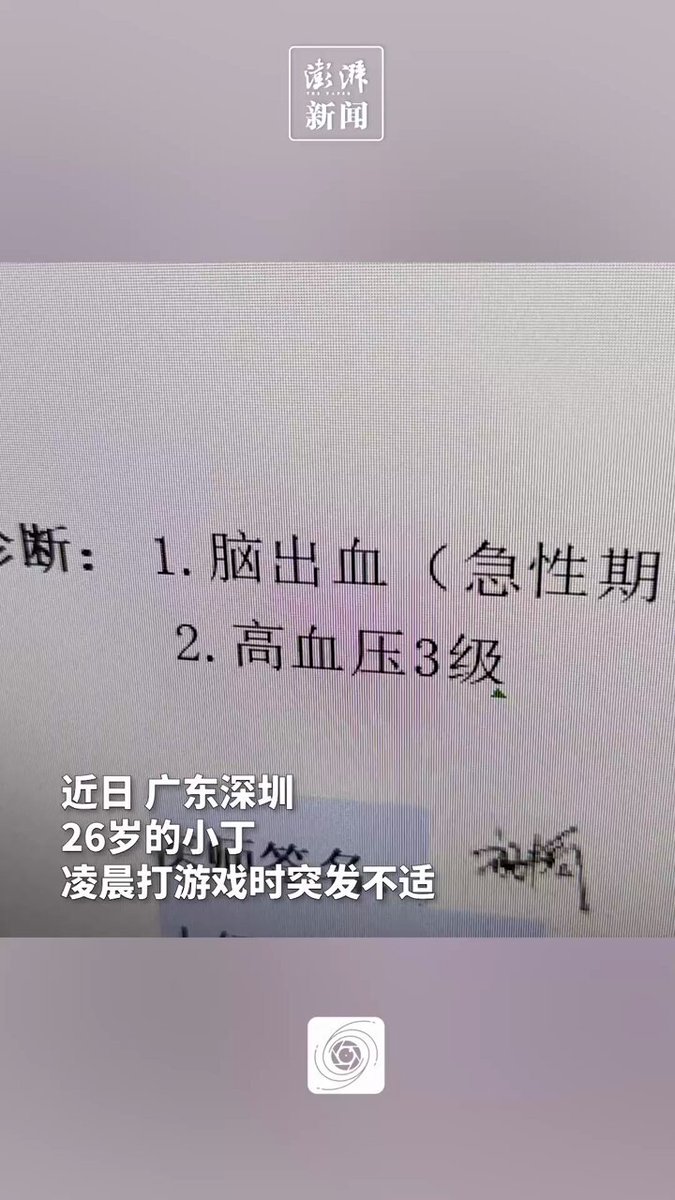 澎湃
THE PAPER
新闻
诊断：1.脑出血（急性期
2.高血压3级
近日 广东深圳
26岁的小丁
凌晨打游戏时突发不适
医师签名